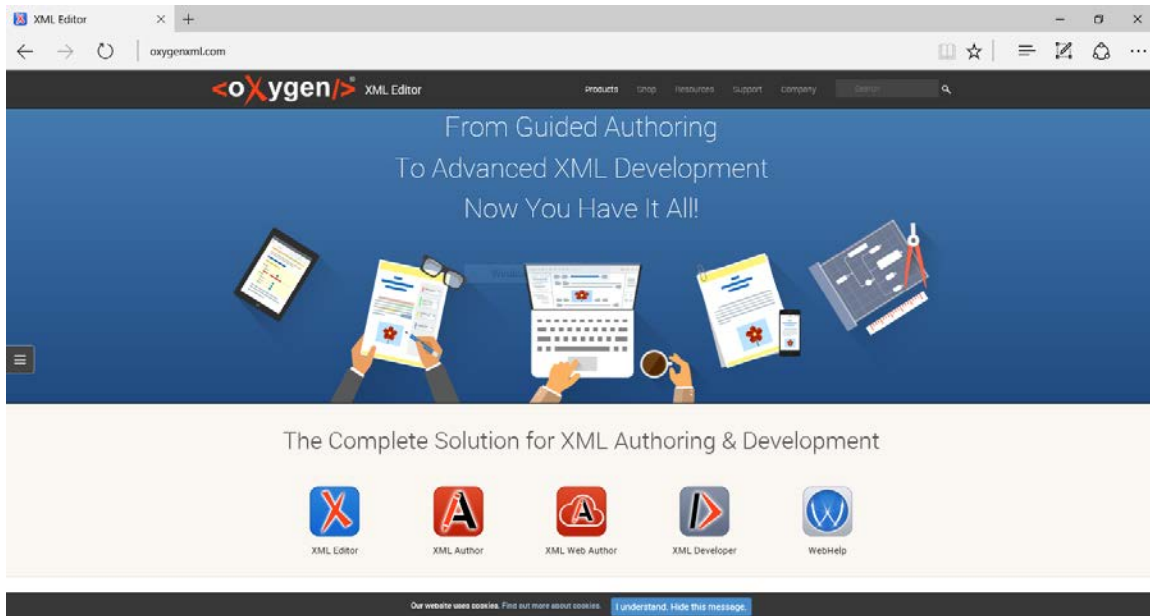 XML Editor
oxygenxml.com
<oXygen/>® XML Editor
Products Shop Resources Support Company Search
From Guided Authoring
To Advanced XML Development
Now You Have It All!
The Complete Solution for XML Authoring & Development
XML Editor XML Author XML Web Author XML Developer WebHelp
Our website uses cookies. Find out more about cookies. I understand. Hide this message.